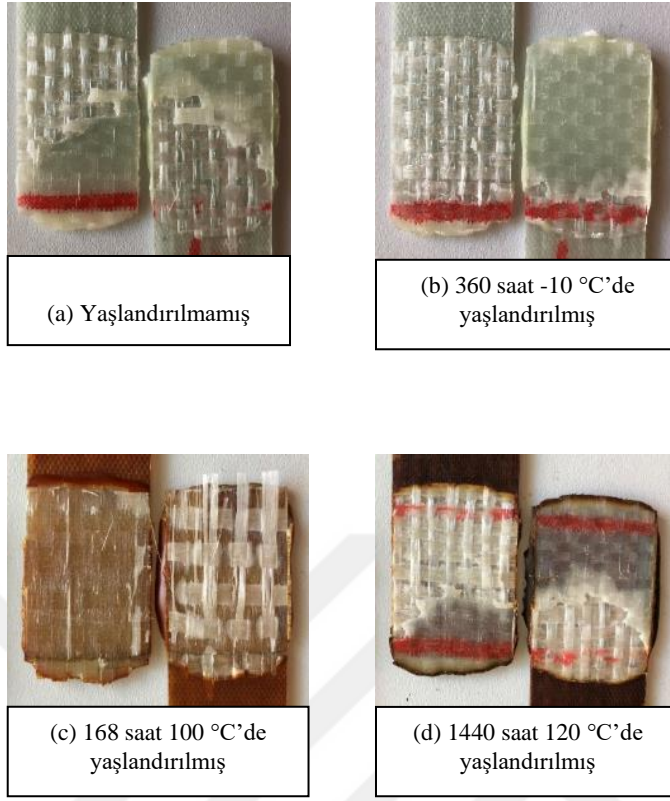 (a) Yaşlandırılmamış
(b) 360 saat -10 °C’de
yaşlandırılmış
(c) 168 saat 100 °C’de
yaşlandırılmış
(d) 1440 saat 120 °C’de
yaşlandırılmış